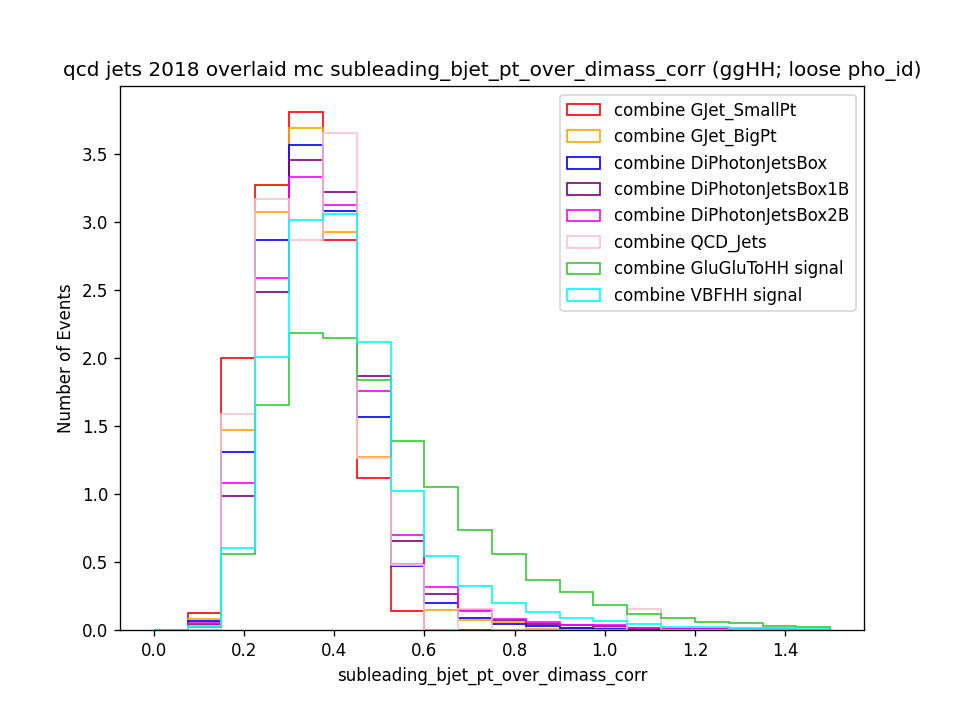 qcd jets 2018 overlaid mc subleading_bjet_pt_over_dimass_corr (ggHH; loose pho_id)
combine GJet_SmallPt
combine GJet_BigPt
combine DiPhotonJetsBox
combine DiPhotonJetsBox1B
combine DiPhotonJetsBox2B
combine QCD_Jets
combine GluGluToHH signal
combine VBFHH signal
Number of Events
3.5
3.0
2.5
2.0
1.5
1.0
0.5
0.0
0.0 0.2 0.4 0.6 0.8 1.0 1.2 1.4
subleading_bjet_pt_over_dimass_corr